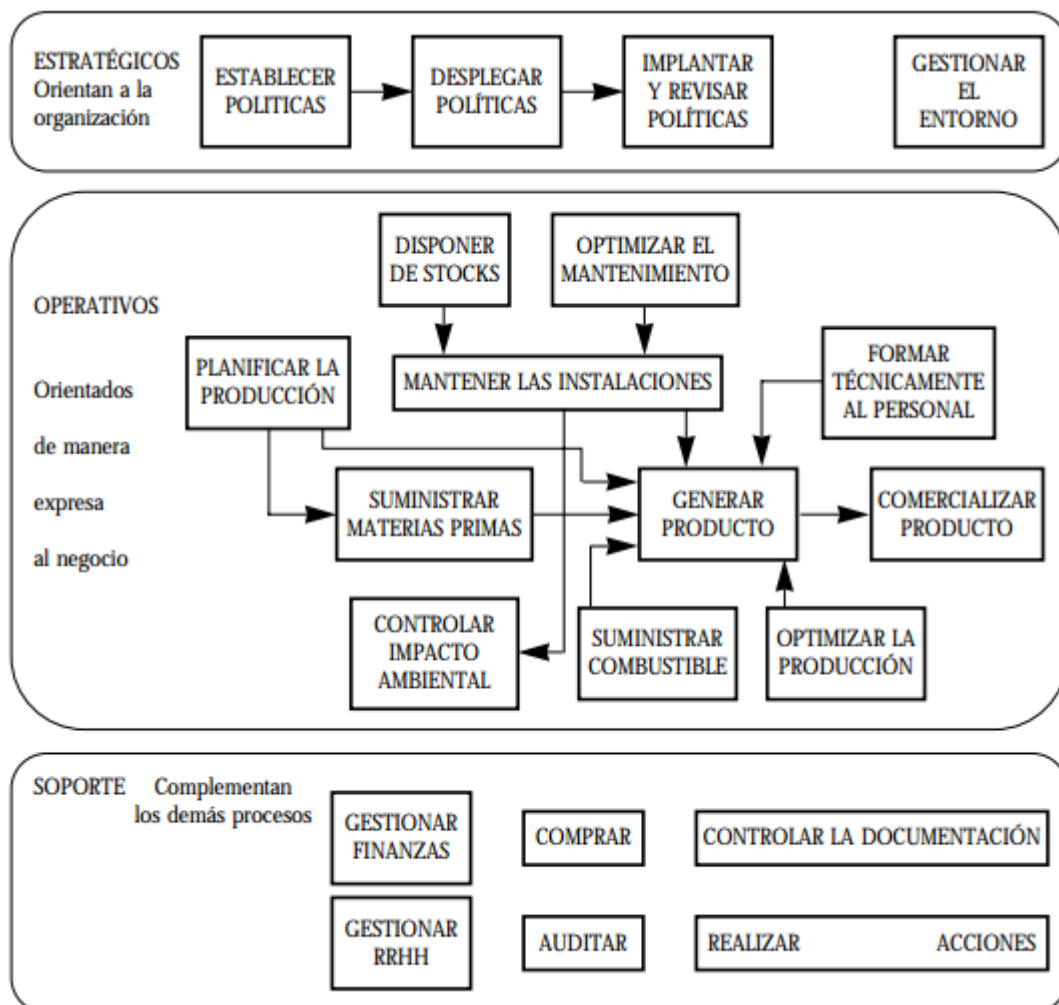 ESTRATÉGICOS
Orientan a la
organización
ESTABLECER
POLITICAS
DESPLEGAR
POLÍTICAS
IMPLANTAR
Y REVISAR
POLÍTICAS
GESTIONAR
EL
ENTORNO
OPERATIVOS
Orientados
de manera
expresa
al negocio
DISPONER
DE STOCKS
OPTIMIZAR EL
MANTENIMIENTO
PLANIFICAR LA
PRODUCCIÓN
MANTENER LAS INSTALACIONES
FORMAR
TÉCNICAMENTE
AL PERSONAL
SUMINISTRAR
MATERIAS PRIMAS
GENERAR
PRODUCTO
COMERCIALIZAR
PRODUCTO
CONTROLAR
IMPACTO
AMBIENTAL
SUMINISTRAR
COMBUSTIBLE
OPTIMIZAR LA
PRODUCCIÓN
SOPORTE Complementan
los demás procesos
GESTIONAR
FINANZAS
COMPRAR
CONTROLAR LA DOCUMENTACIÓN
GESTIONAR
RRHH
AUDITAR
REALIZAR ACCIONES